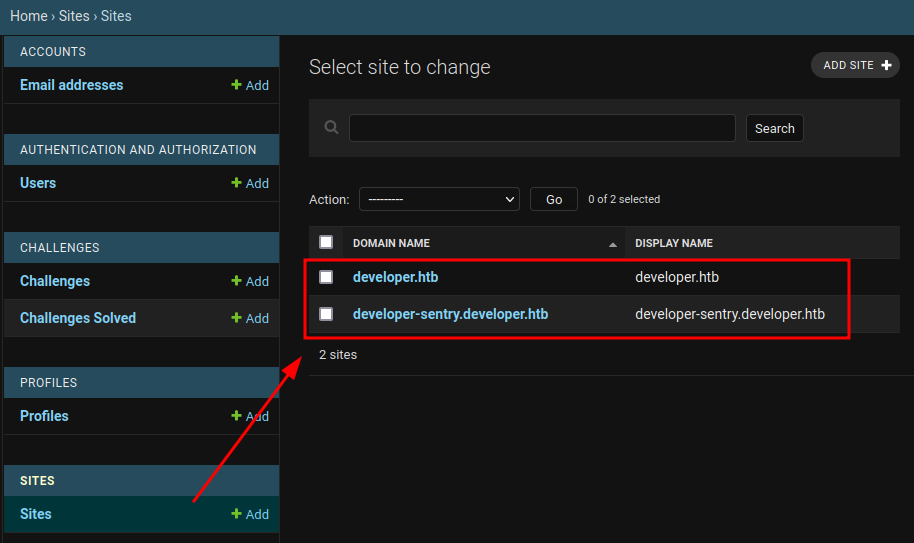 Home › Sites › Sites
ACCOUNTS
Email addresses
+ Add
AUTHENTICATION AND AUTHORIZATION
Users
+ Add
CHALLENGES
Challenges
+ Add
Challenges Solved
+ Add
PROFILES
Profiles
+ Add
SITES
Sites
+ Add
Select site to change
ADD SITE +
Search
Action: --------- Go 0 of 2 selected
DOMAIN NAME DISPLAY NAME
developer.htb developer.htb
developer-sentry.developer.htb developer-sentry.developer.htb
2 sites